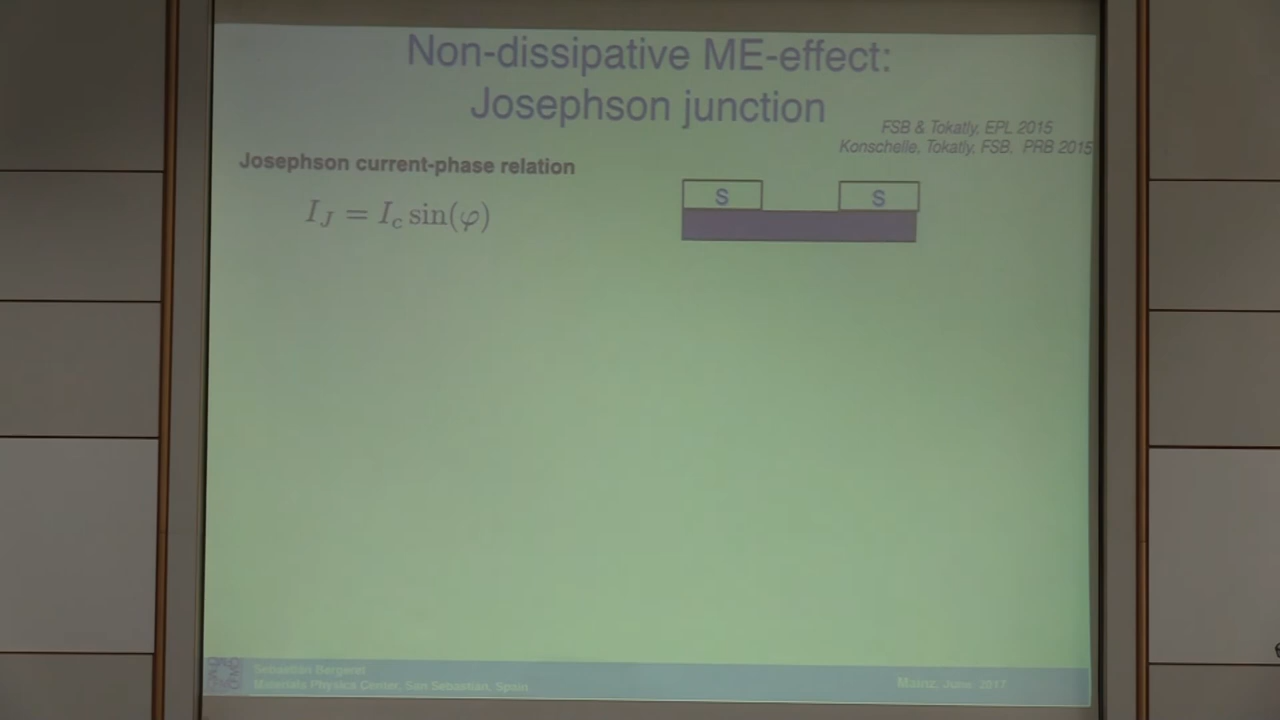 Non-dissipative ME-effect:
Josephson junction
FSB & Tokatly, EPL 2015
Konschelle, Tokatly, FSB, PRB 2015
Josephson current-phase relation
I_J = I_c sin(φ)
S S
Sebastian Bergeret
Materials Physics Center, San Sebastian, Spain
Mainz, June 2017